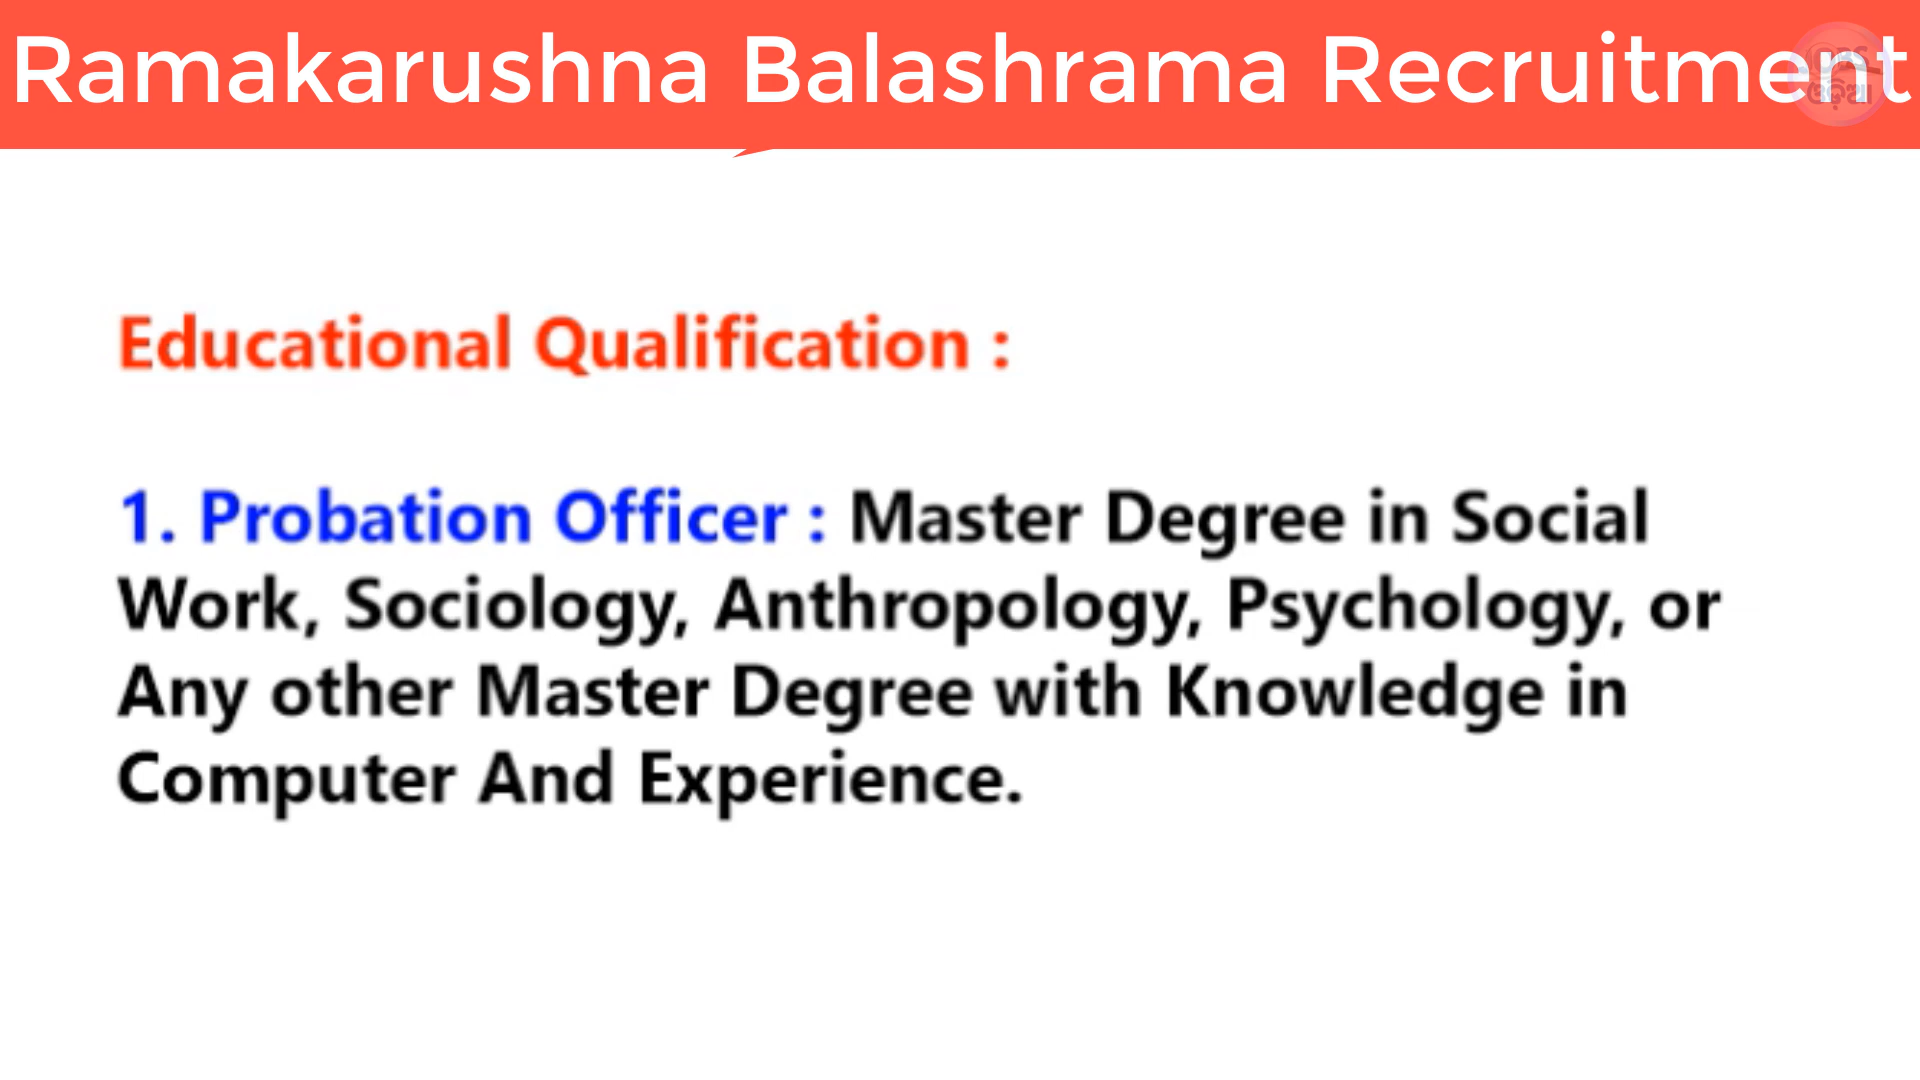 Ramakarushna Balashrama Recruitment
Educational Qualification :
1. Probation Officer : Master Degree in Social
Work, Sociology, Anthropology, Psychology, or
Any other Master Degree with Knowledge in
Computer And Experience.